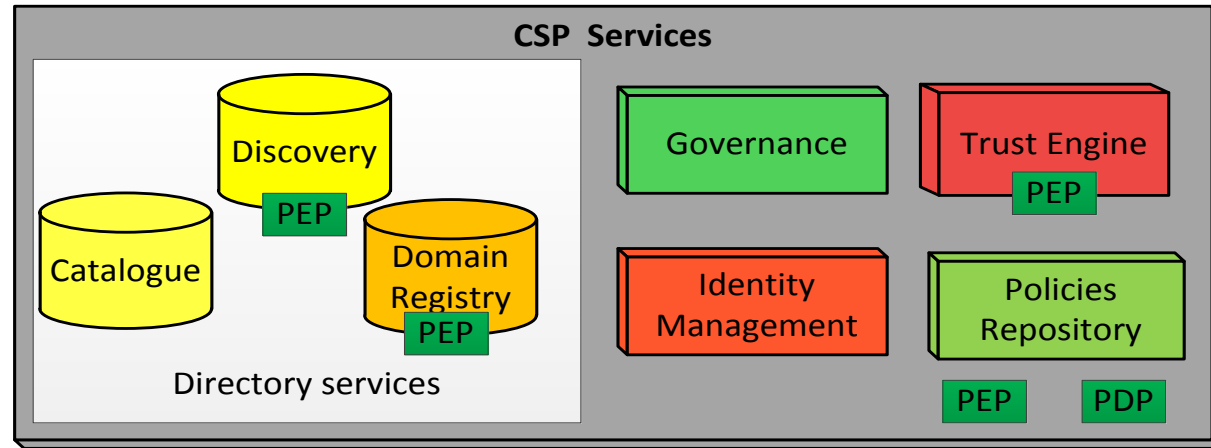 CSP Services
Discovery
PEP
Catalogue
Domain
Registry
PEP
Directory services
Governance
Trust Engine
PEP
Identity
Management
Policies
Repository
PEP
PDP